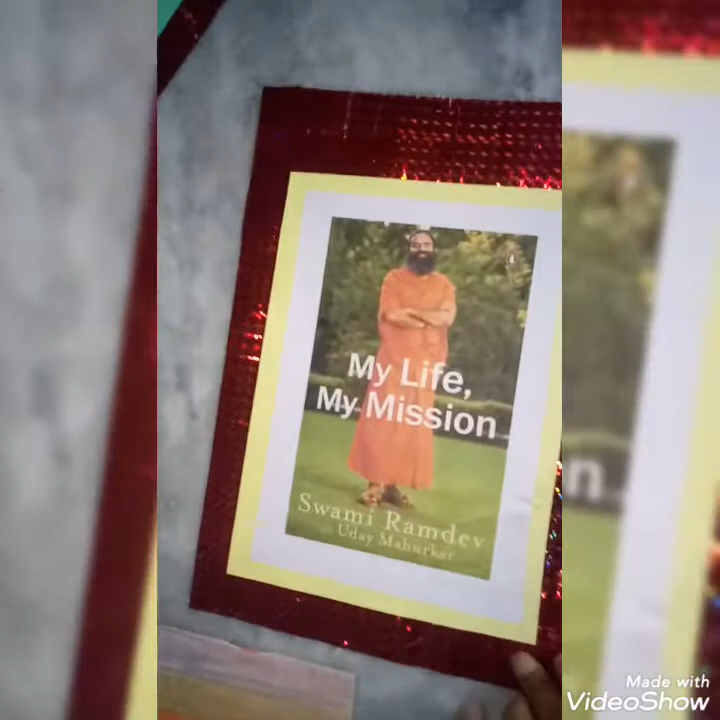 My Life,
My Mission
Swami Ramdev
Uday Mahurkar
n
Made with
VideoShow